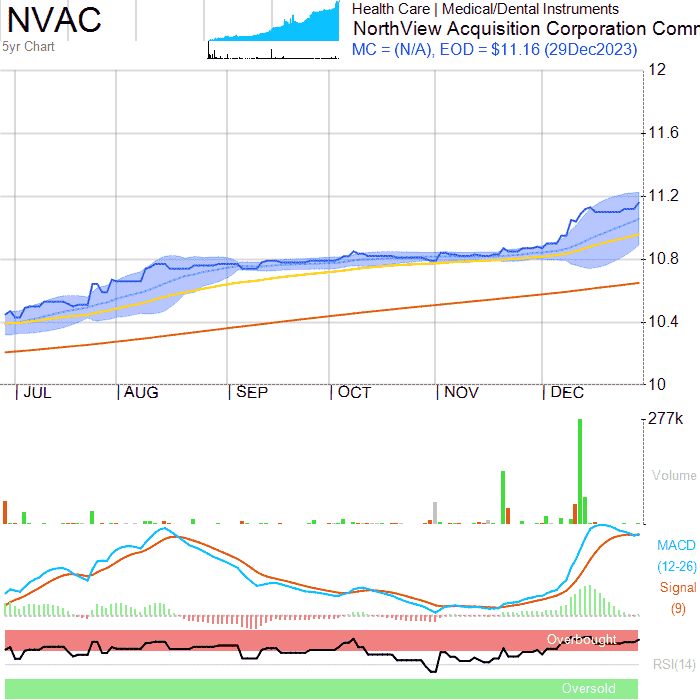 NVAC
5yr Chart
Health Care | Medical/Dental Instruments
NorthView Acquisition Corporation Comm
MC = (N/A), EOD = $11.16 (29Dec2023)
12
11.6
11.2
10.8
10.4
10
JUL
AUG
SEP
OCT
NOV
DEC
277k
Volume
MACD
(12-26)
Signal
(9)
Overbought
RSI(14)
Oversold